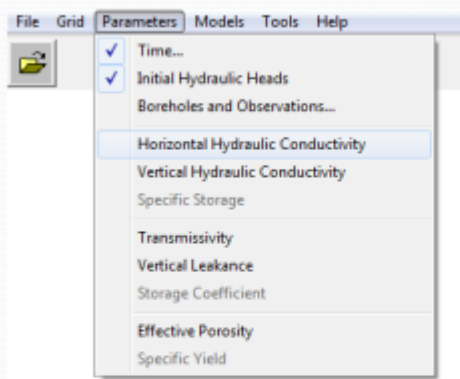 File Grid Parameters Models Tools Help
Time...
Initial Hydraulic Heads
Boreholes and Observations...
Horizontal Hydraulic Conductivity
Vertical Hydraulic Conductivity
Specific Storage
Transmissivity
Vertical Leakance
Storage Coefficient
Effective Porosity
Specific Yield